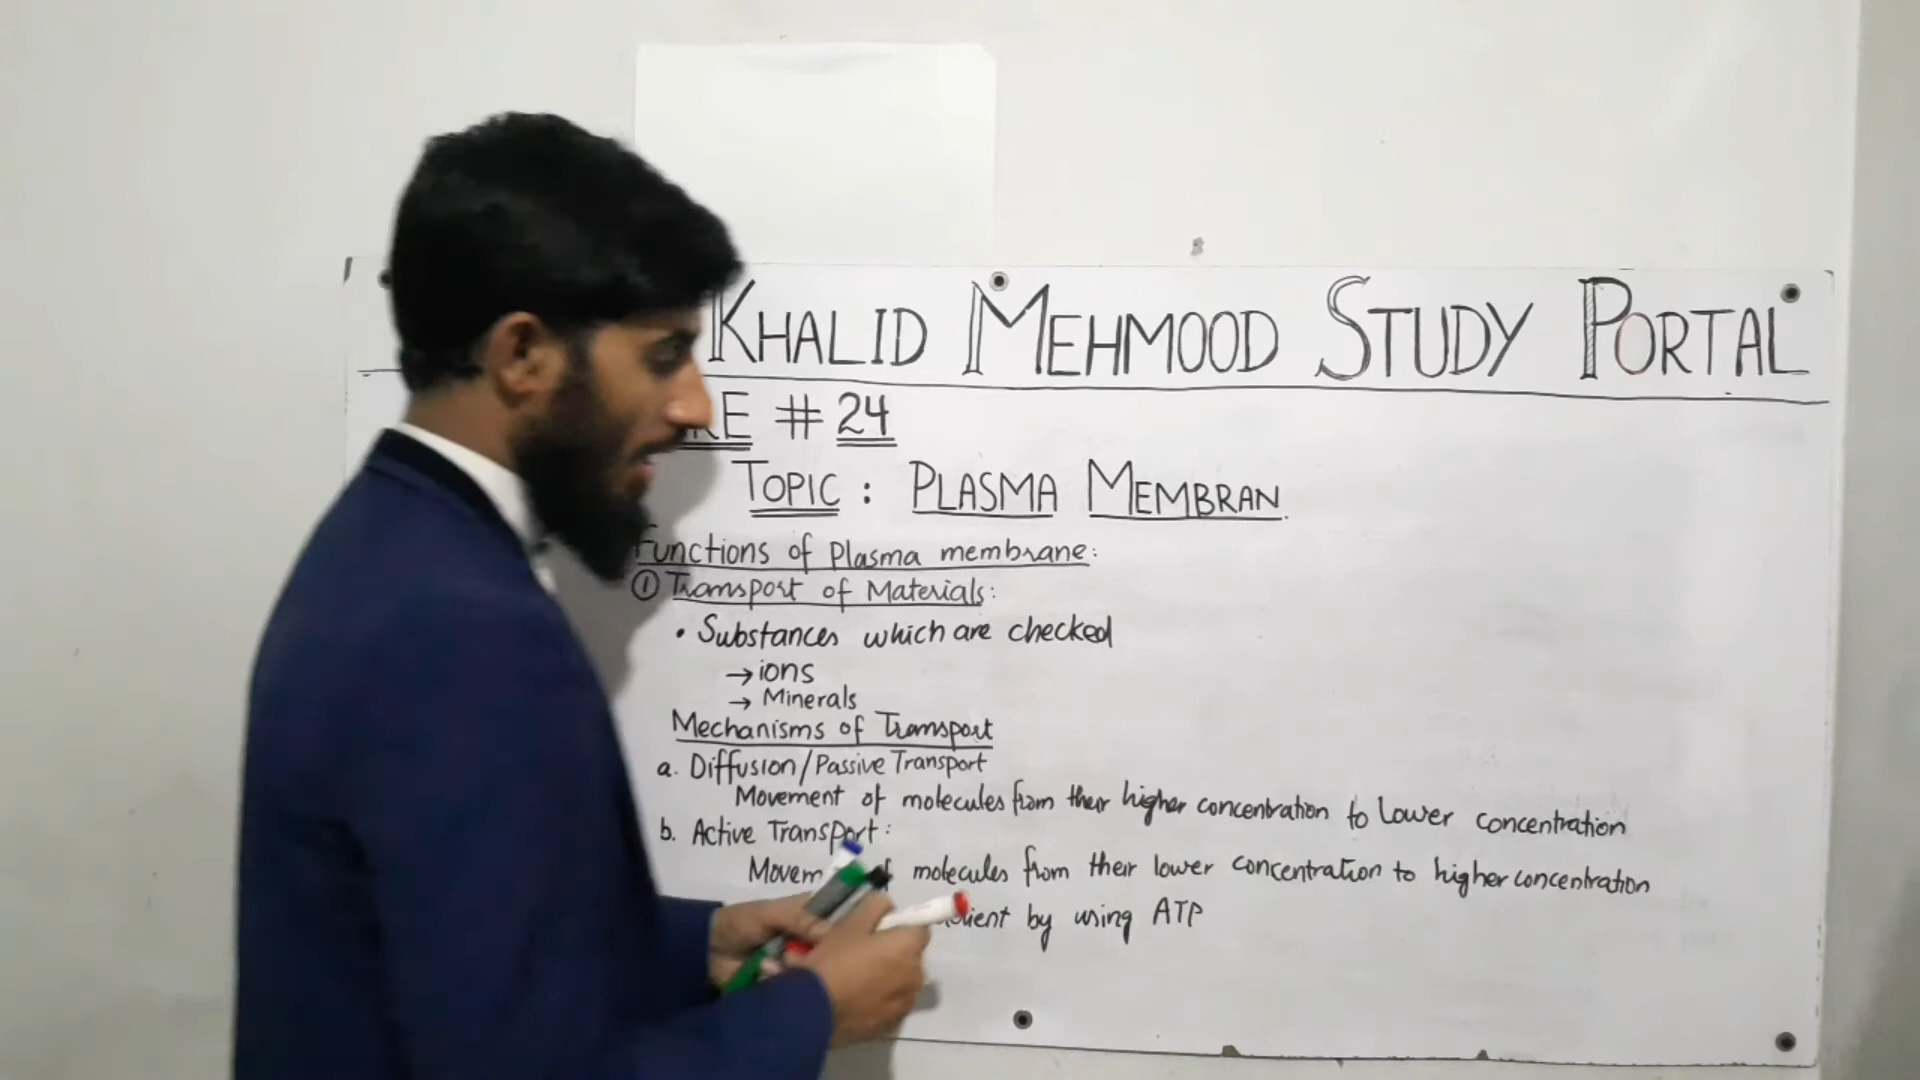 KHALID MEHMOOD STUDY PORTAL
# 24
TOPIC : PLASMA MEMBRAN.
Functions of Plasma membrane:
① Transport of Materials:
• Substances which are checked
→ ions
→ Minerals
Mechanisms of Transport
a. Diffusion/Passive Transport
Movement of molecules from their higher concentration to Lower concentration
b. Active Transport:
molecules from their lower concentration to higher concentration
by using ATP